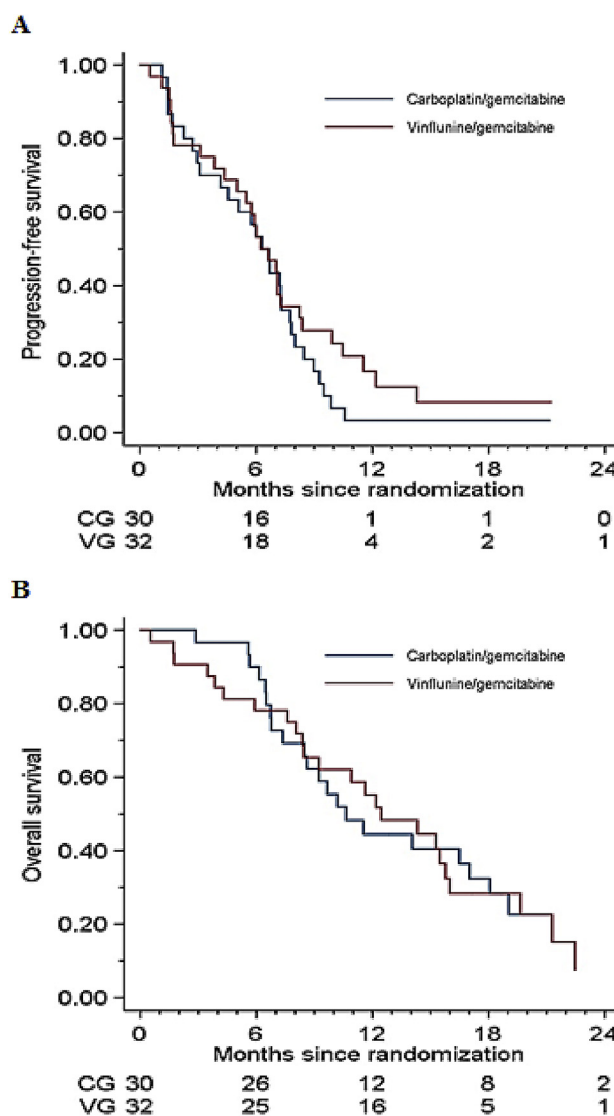 A
1.00
0.80
0.60
0.40
0.20
0.00
Progression-free survival
Carboplatin/gemcitabine
Vinflunine/gemcitabine
0 6 12 18 24
Months since randomization
CG 30 16 1 1 0
VG 32 18 4 2 1
B
1.00
0.80
0.60
0.40
0.20
0.00
Overall survival
Carboplatin/gemcitabine
Vinflunine/gemcitabine
0 6 12 18 24
Months since randomization
CG 30 26 12 8 2
VG 32 25 16 5 1